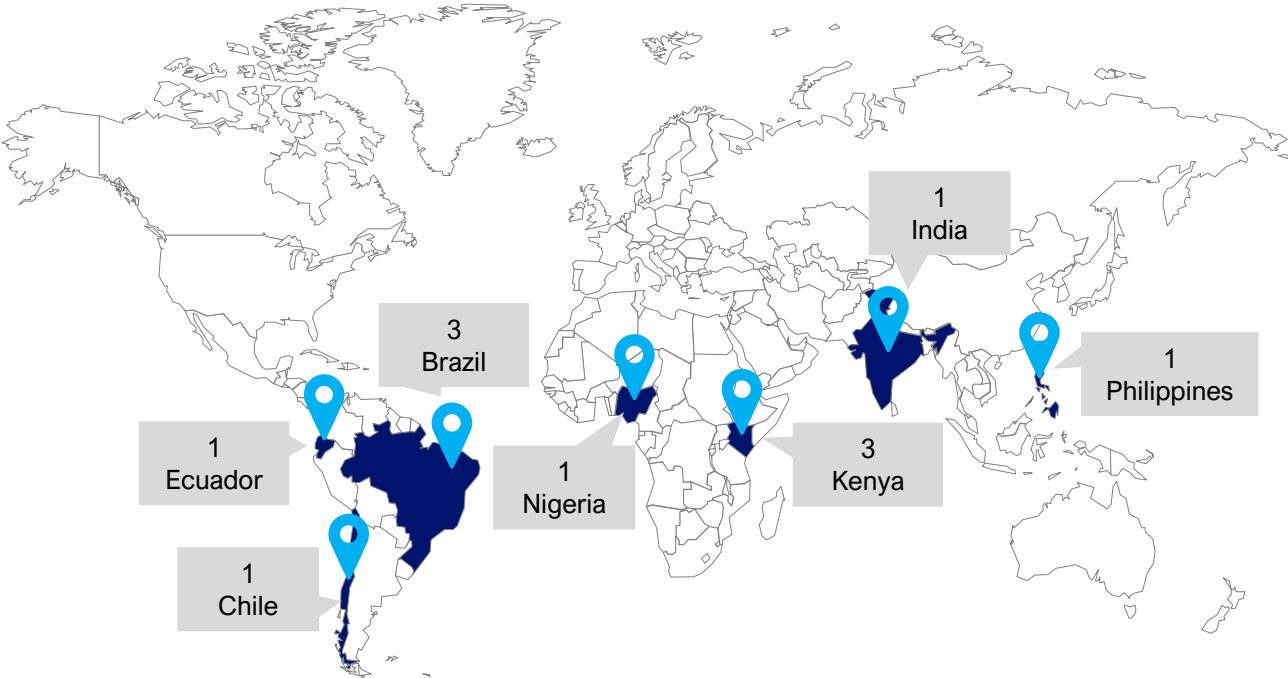 1
India
3
Brazil
1
Philippines
1
Ecuador
1
Nigeria
3
Kenya
1
Chile